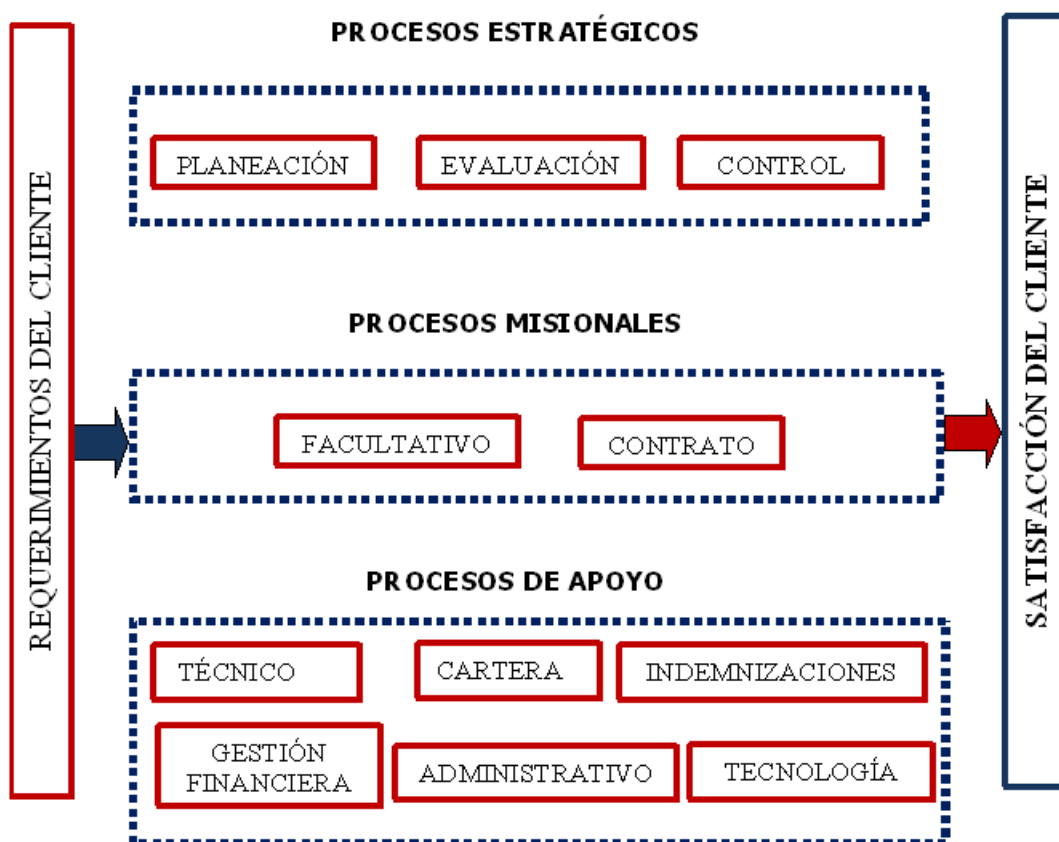 PROCESOS ESTRATÉGICOS
REQUERIMIENTOS DEL CLIENTE
PLANEACIÓN
EVALUACIÓN
CONTROL
PROCESOS MISIONALES
FACULTATIVO
CONTRATO
PROCESOS DE APOYO
TÉCNICO
CARTERA
INDEMNIZACIONES
GESTIÓN
FINANCIERA
ADMINISTRATIVO
TECNOLOGÍA
SATISFACCIÓN DEL CLIENTE